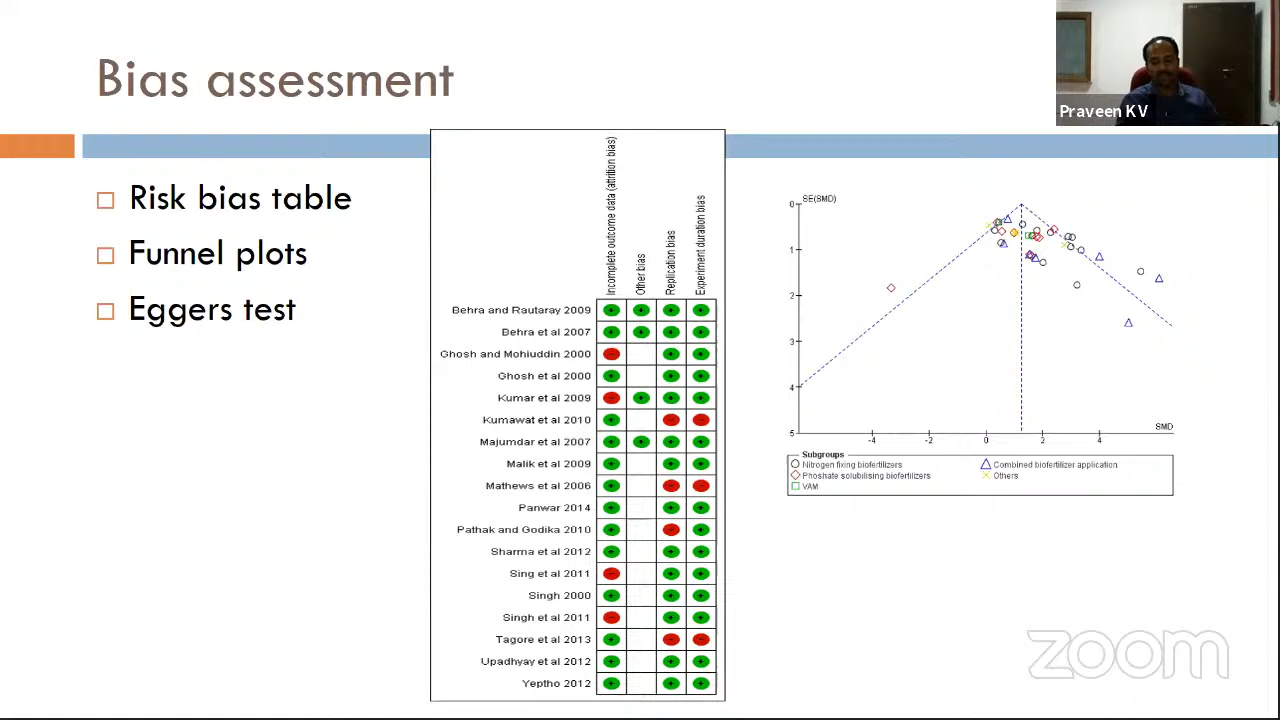 Bias assessment
Praveen KV
Risk bias table
Funnel plots
Eggers test
Incomplete outcome data (attrition bias)
Other bias
Replication bias
Experiment duration bias
Behra and Rautaray 2009
Behra et al 2007
Ghosh and Mohiuddin 2000
Ghosh et al 2000
Kumar et al 2009
Kumawat et al 2010
Majumdar et al 2007
Malik et al 2009
Mathews et al 2006
Panwar 2014
Pathak and Godika 2010
Sharma et al 2012
Sing et al 2011
Singh 2000
Singh et al 2011
Tagore et al 2013
Upadhyay et al 2012
Yeptho 2012
SE(SMD)
0
1
2
3
4
5
-4 -2 0 2 4
SMD
Subgroups
Nitrogen fixing biofertilizers
Combined biofertilizer application
Phoshate solubilising biofertilizers
Others
VAM
zoom